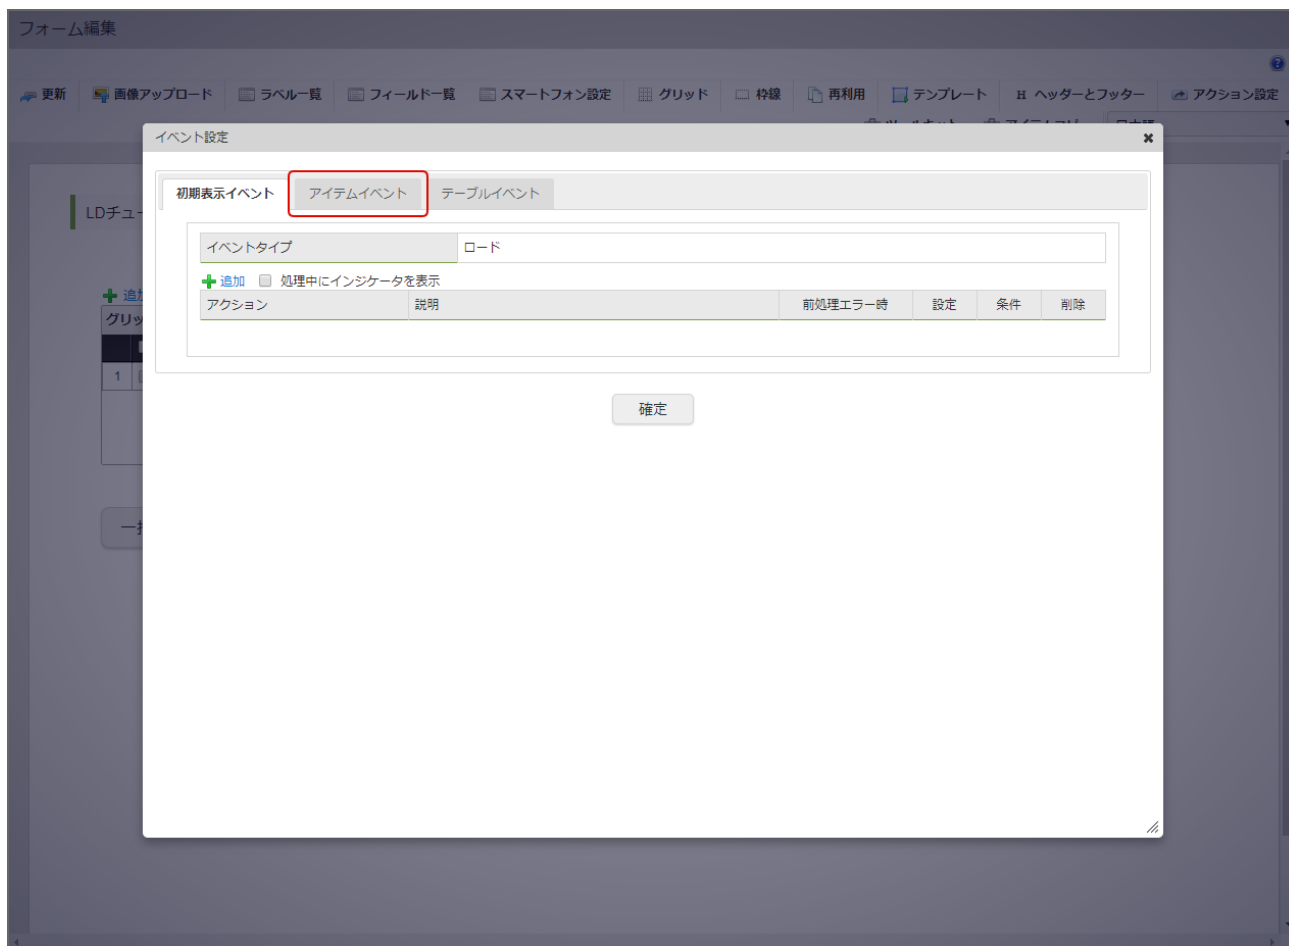 フォーム編集
更新 画像アップロード ラベル一覧 フィールド一覧 スマートフォン設定 グリッド 枠線 再利用 テンプレート H ヘッダーとフッター アクション設定
イベント設定
初期表示イベント アイテムイベント テーブルイベント
LDチュー
イベントタイプ ロード
追加 処理中にインジケータを表示
アクション 説明 前処理エラー時 設定 条件 削除
追加
グリッ
1
確定
一括